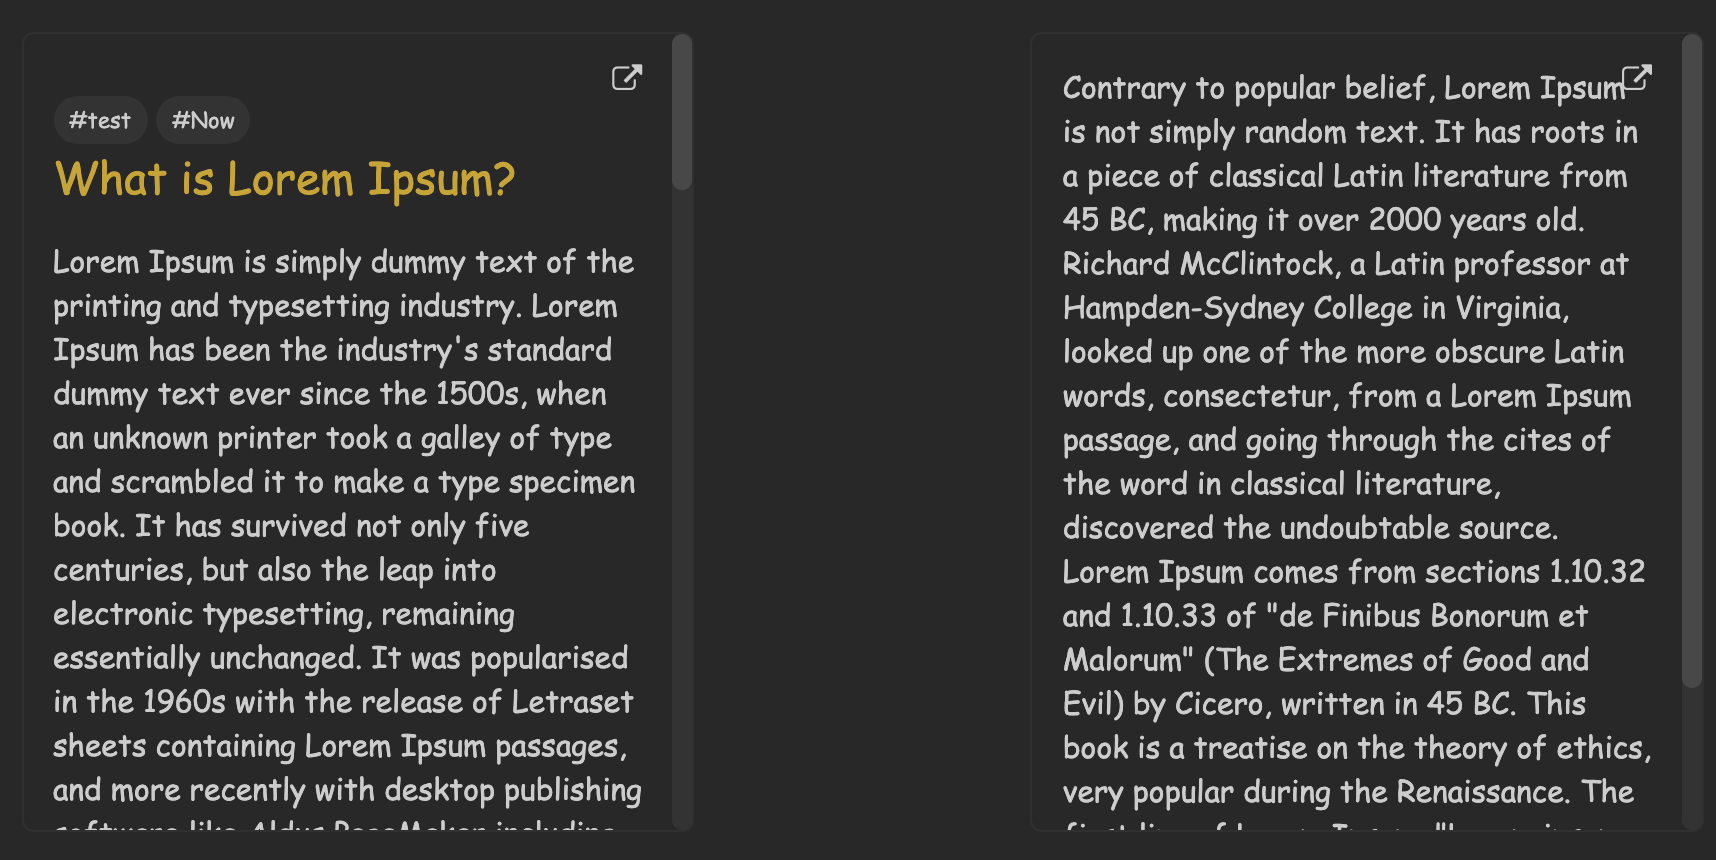 #test #Now
What is Lorem Ipsum?
Lorem Ipsum is simply dummy text of the
printing and typesetting industry. Lorem
Ipsum has been the industry's standard
dummy text ever since the 1500s, when
an unknown printer took a galley of type
and scrambled it to make a type specimen
book. It has survived not only five
centuries, but also the leap into
electronic typesetting, remaining
essentially unchanged. It was popularised
in the 1960s with the release of Letraset
sheets containing Lorem Ipsum passages,
and more recently with desktop publishing
software like Aldus PageMaker including
Contrary to popular belief, Lorem Ipsum
is not simply random text. It has roots in
a piece of classical Latin literature from
45 BC, making it over 2000 years old.
Richard McClintock, a Latin professor at
Hampden-Sydney College in Virginia,
looked up one of the more obscure Latin
words, consectetur, from a Lorem Ipsum
passage, and going through the cites of
the word in classical literature,
discovered the undoubtable source.
Lorem Ipsum comes from sections 1.10.32
and 1.10.33 of "de Finibus Bonorum et
Malorum" (The Extremes of Good and
Evil) by Cicero, written in 45 BC. This
book is a treatise on the theory of ethics,
very popular during the Renaissance. The
first line of Lorem Ipsum